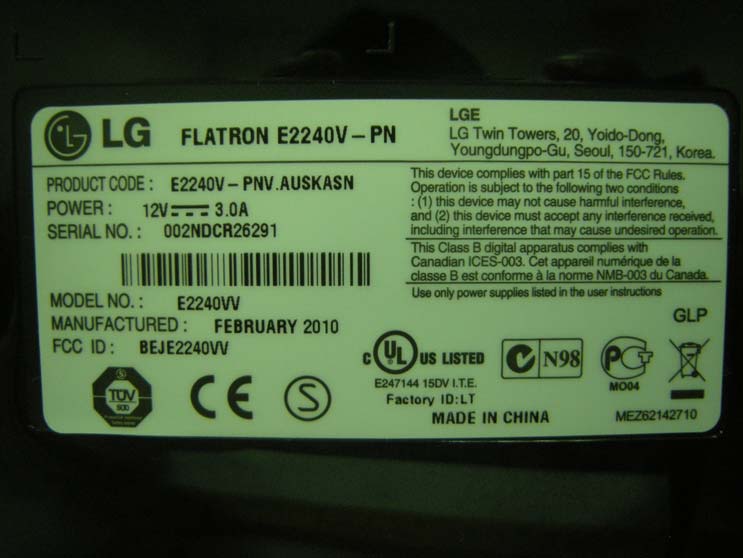 LG FLATRON E2240V-PN
LGE
LG Twin Towers, 20, Yoido-Dong,
Youngdungpo-Gu, Seoul, 150-721, Korea.
PRODUCT CODE : E2240V-PNV.AUSKASN
POWER : 12V 3.0A
SERIAL NO. : 002NDCR26291
MODEL NO. : E2240VV
MANUFACTURED : FEBRUARY 2010
FCC ID : BEJE2240VV
This device complies with part 15 of the FCC Rules.
Operation is subject to the following two conditions
: (1) this device may not cause harmful interference,
and (2) this device must accept any interference received,
including interference that may cause undesired operation.
This Class B digital apparatus complies with
Canadian ICES-003. Cet appareil numérique de la
classe B est conforme à la norme NMB-003 du Canada.
Use only power supplies listed in the user instructions
GLP
TÜV
CE
S
C UL US LISTED
N98
E247144 15DV I.T.E.
Factory ID:LT
MADE IN CHINA
MO04
MEZ62142710